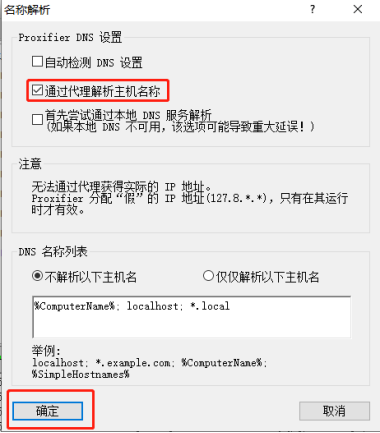 名称解析
?
×
Proxifier DNS 设置
自动检测 DNS 设置
通过代理解析主机名称
首先尝试通过本地 DNS 服务解析
(如果本地 DNS 不可用，该选项可能导致重大延误！)
注意
无法通过代理获得实际的 IP 地址。
Proxifier 分配“假”的 IP 地址(127.8.*.*)，只有在其运行
时才有效。
DNS 名称列表
不解析以下主机名
仅仅解析以下主机名
%ComputerName%; localhost; *.local
举例:
localhost; *.example.com; %ComputerName%;
%SimpleHostnames%
确定
取消